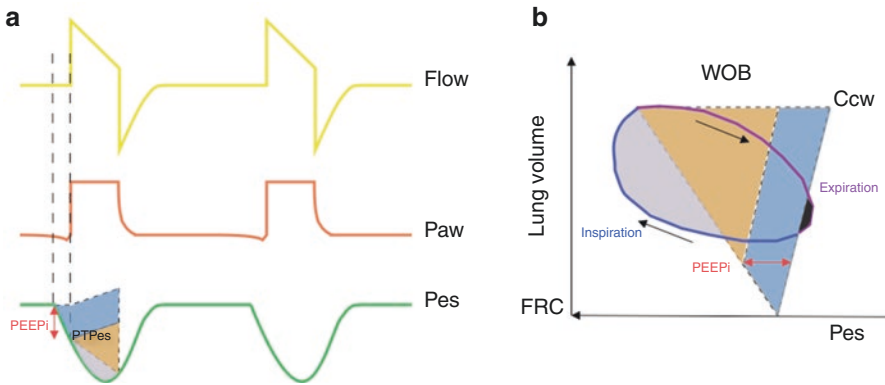 a
Flow
Paw
Pes
PEEPi
PTPes
b
WOB
Ccw
Lung volume
Expiration
Inspiration
PEEPi
FRC
Pes